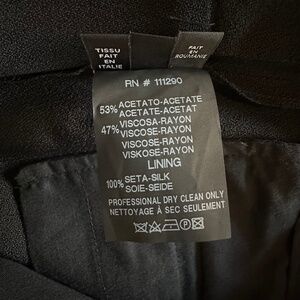 TISSU
FAIT
EN
ITALIE
FAIT
EN
ROUMANIE
RN # 111290
53% ACETATO-ACETATE
ACETATE-ACETAT
47% VISCOSA-RAYON
VISCOSE-RAYON
VISCOSE-RAYON
VISKOSE-RAYON
LINING
100% SETA-SILK
SOIE-SEIDE
PROFESSIONAL DRY CLEAN ONLY
NETTOYAGE À SEC SEULEMENT